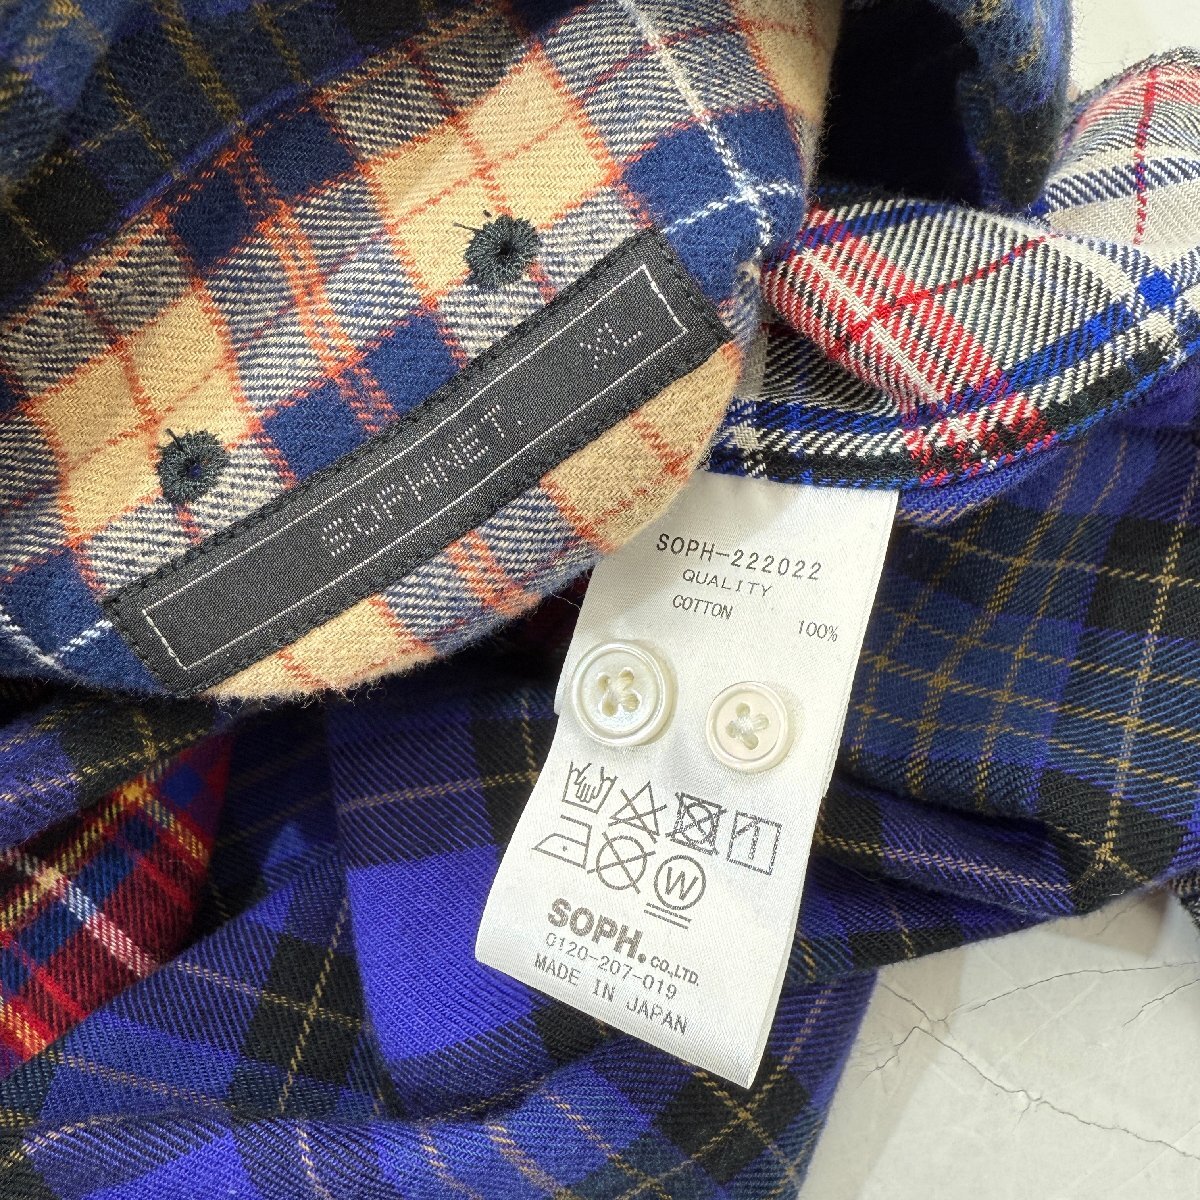 SOPHNET. XL
SOPH-222022
QUALITY
COTTON 100%
W
SOPH. CO.,LTD.
0120-207-019
MADE IN JAPAN